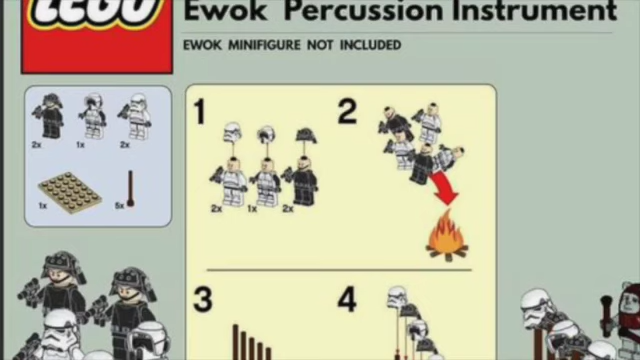 LEGO
Ewok Percussion Instrument
EWOK MINIFIGURE NOT INCLUDED
1
2
2x 1x 2x
2x 1x 2x
1x 5x
3
4